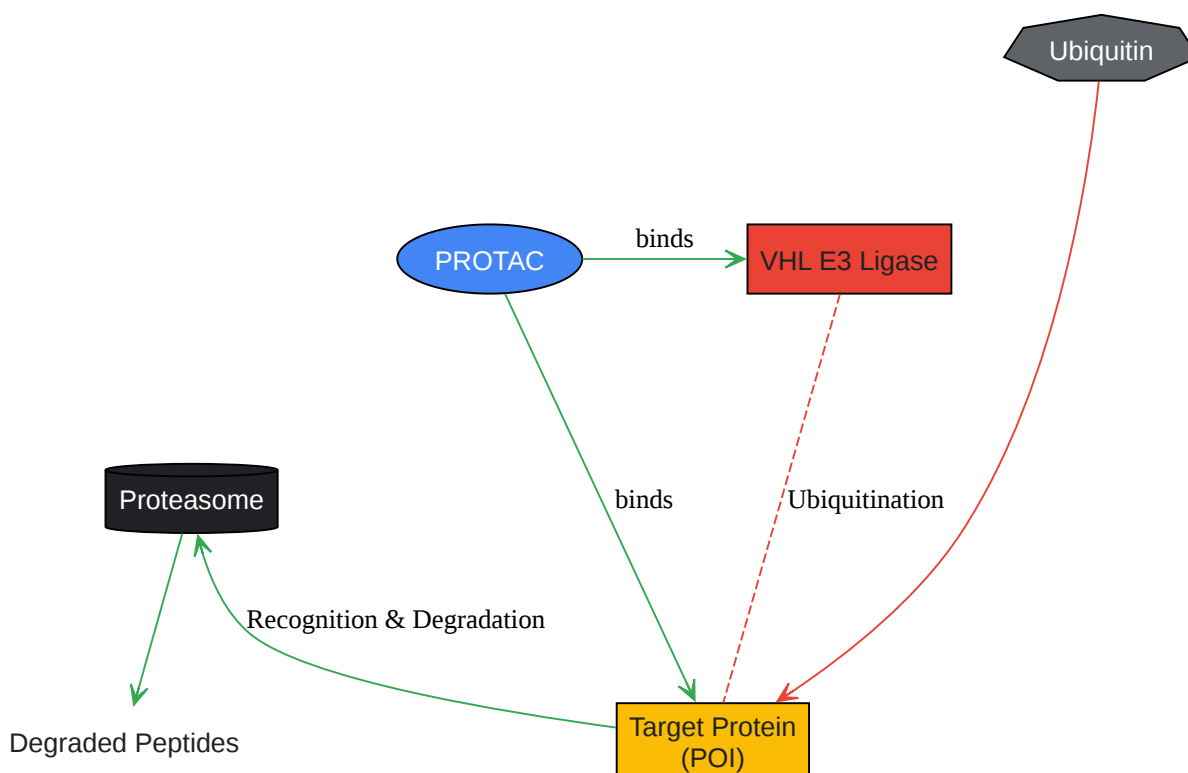 Ubiquitin
binds
PROTAC
VHL E3 Ligase
Proteasome
binds
Ubiquitination
Recognition & Degradation
Target Protein
(POI)
Degraded Peptides